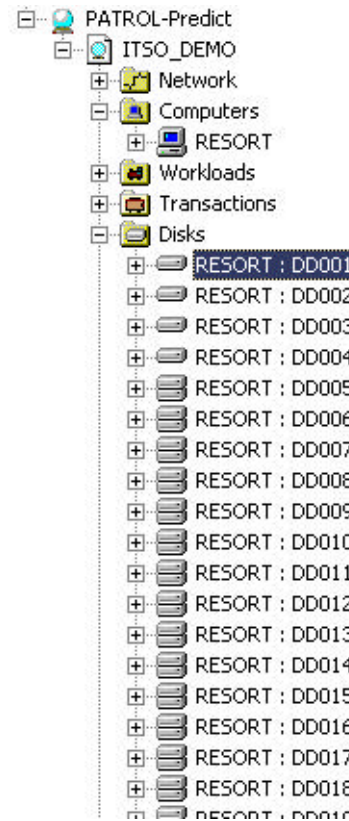 PATROL-Predict
ITSO_DEMO
Network
Computers
RESORT
Workloads
Transactions
Disks
RESORT : DD001
RESORT : DD002
RESORT : DD003
RESORT : DD004
RESORT : DD005
RESORT : DD006
RESORT : DD007
RESORT : DD008
RESORT : DD009
RESORT : DD010
RESORT : DD011
RESORT : DD012
RESORT : DD013
RESORT : DD014
RESORT : DD015
RESORT : DD016
RESORT : DD017
RESORT : DD018
RESORT : DD019